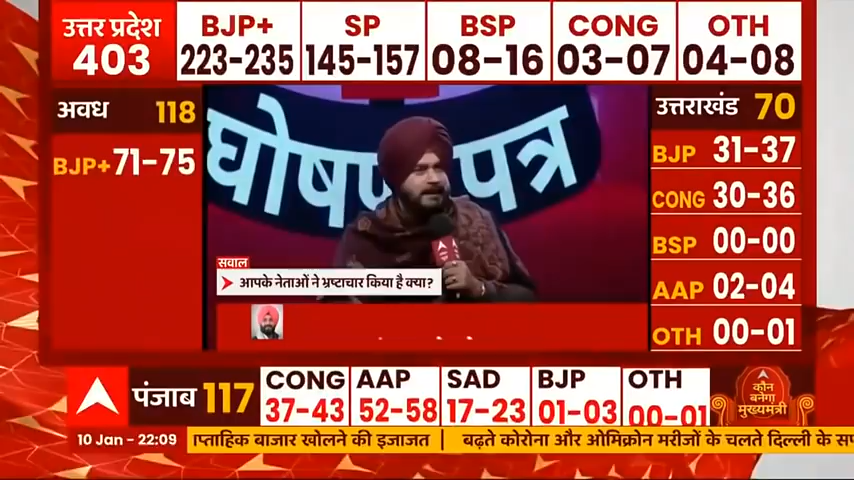 उत्तर प्रदेश
403
BJP+
223-235
SP
145-157
BSP
08-16
CONG
03-07
OTH
04-08
अवध 118
BJP+ 71-75
घोषणा पत्र
सवाल
आपके नेताओं ने भ्रष्टाचार किया है क्या?
उत्तराखंड 70
BJP 31-37
CONG 30-36
BSP 00-00
AAP 02-04
OTH 00-01
पंजाब 117
CONG
37-43
AAP
52-58
SAD
17-23
BJP
01-03
OTH
00-01
कौन
बनेगा
मुख्यमंत्री
10 Jan - 22:09
प्ताहिक बाजार खोलने की इजाजत | बढ़ते कोरोना और ओमिक्रोन मरीजों के चलते दिल्ली के